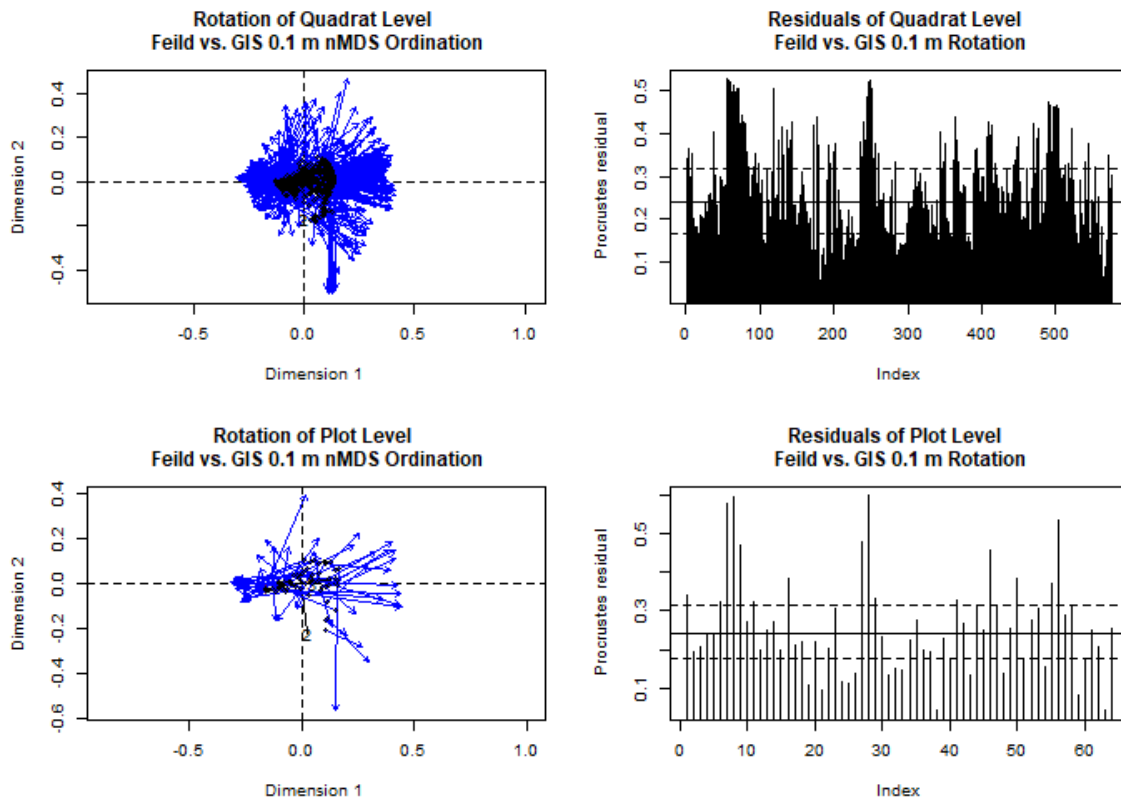 Rotation of Quadrat Level
Feild vs. GIS 0.1 m nMDS Ordination
Dimension 2
0.4
0.2
0.0
-0.4
-0.5
0.0
0.5
1.0
Dimension 1
Residuals of Quadrat Level
Feild vs. GIS 0.1 m Rotation
Procrustes residual
0.5
0.4
0.3
0.2
0.1
0
100
200
300
400
500
Index
Rotation of Plot Level
Feild vs. GIS 0.1 m nMDS Ordination
Dimension 2
0.4
0.2
0.0
-0.2
-0.4
-0.6
2
-0.5
0.0
0.5
1.0
Dimension 1
Residuals of Plot Level
Feild vs. GIS 0.1 m Rotation
Procrustes residual
0.5
0.3
0.1
0
10
20
30
40
50
60
Index